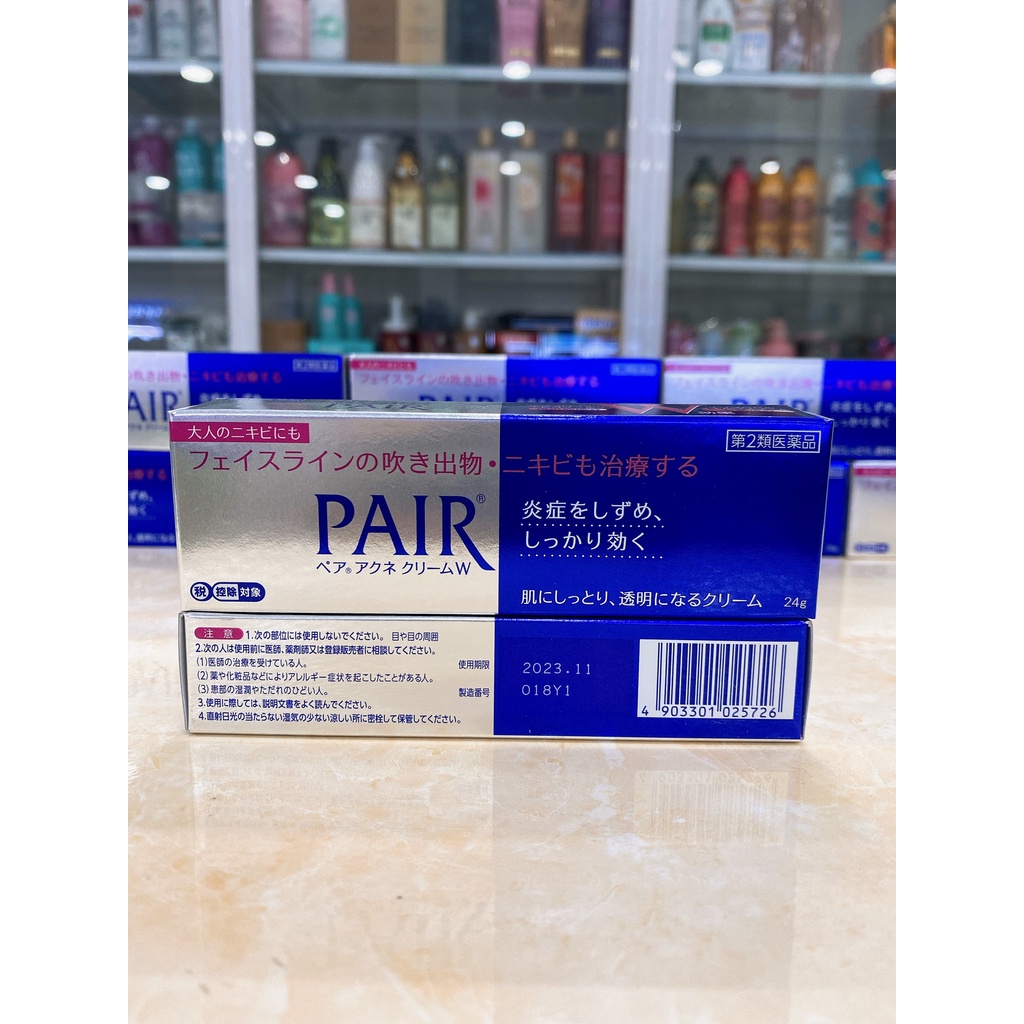 大人のニキビにも
第2類医薬品
フェイスラインの吹き出物・ニキビも治療する
PAIR®
ペア®アクネ クリームW
炎症をしずめ、
しっかり効く
税 控除 対象
肌にしっとり、透明になるクリーム 24g
注意 1.次の部位には使用しないでください。 目や目の周囲
2.次の人は使用前に医師、薬剤師又は登録販売者に相談してください。
(1)医師の治療を受けている人。
(2)薬や化粧品などによりアレルギー症状を起こしたことがある人。
(3)患部の湿潤やただれのひどい人。
3.使用に際しては、説明文書をよく読んでください。
4.直射日光の当たらない湿気の少ない涼しい所に密栓して保管してください。
使用期限 2023.11
製造番号 018Y1
4 903301 025726